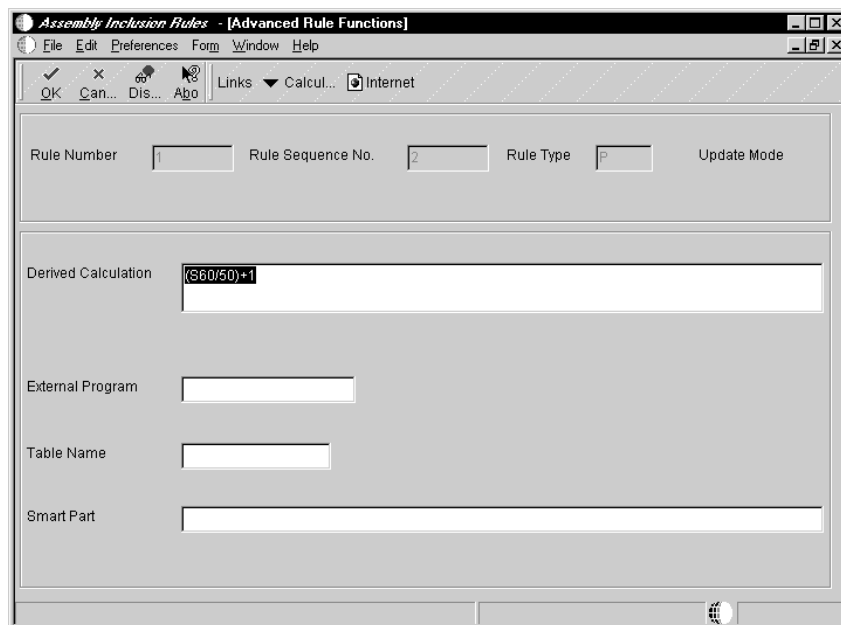 Assembly Inclusion Rules - [Advanced Rule Functions]
File Edit Preferences Form Window Help
OK Can... Dis... Abo Links Calcul... Internet
Rule Number 1 Rule Sequence No. 2 Rule Type P Update Mode
Derived Calculation (S60/50)+1
External Program
Table Name
Smart Part